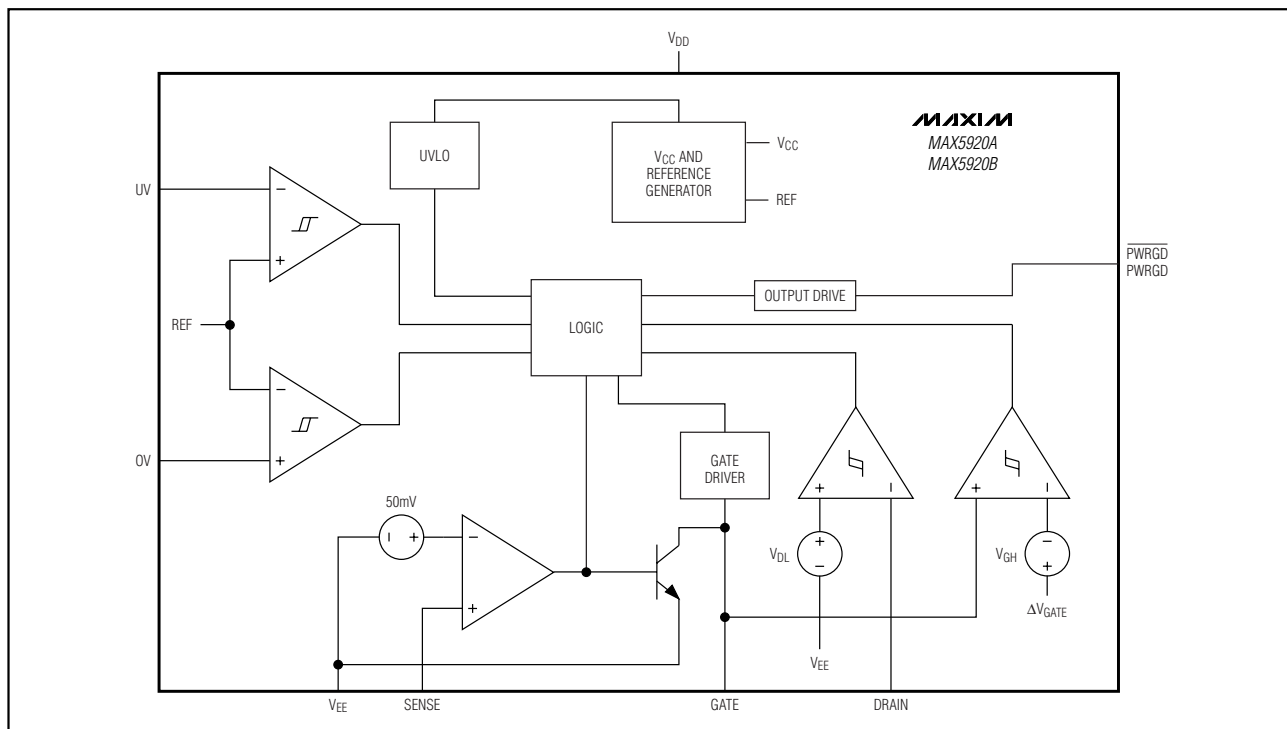 VDD
MAXIM
MAX5920A
MAX5920B
UVLO
VCC AND
REFERENCE
GENERATOR
VCC
REF
UV
−
+
PWRGD
PWRGD
OUTPUT DRIVE
LOGIC
REF
−
+
OV
GATE
DRIVER
50mV
− +
−
+
+ −
+ −
VDL
+
−
VGH
−
+
ΔVGATE
VEE
VEE
SENSE
GATE
DRAIN